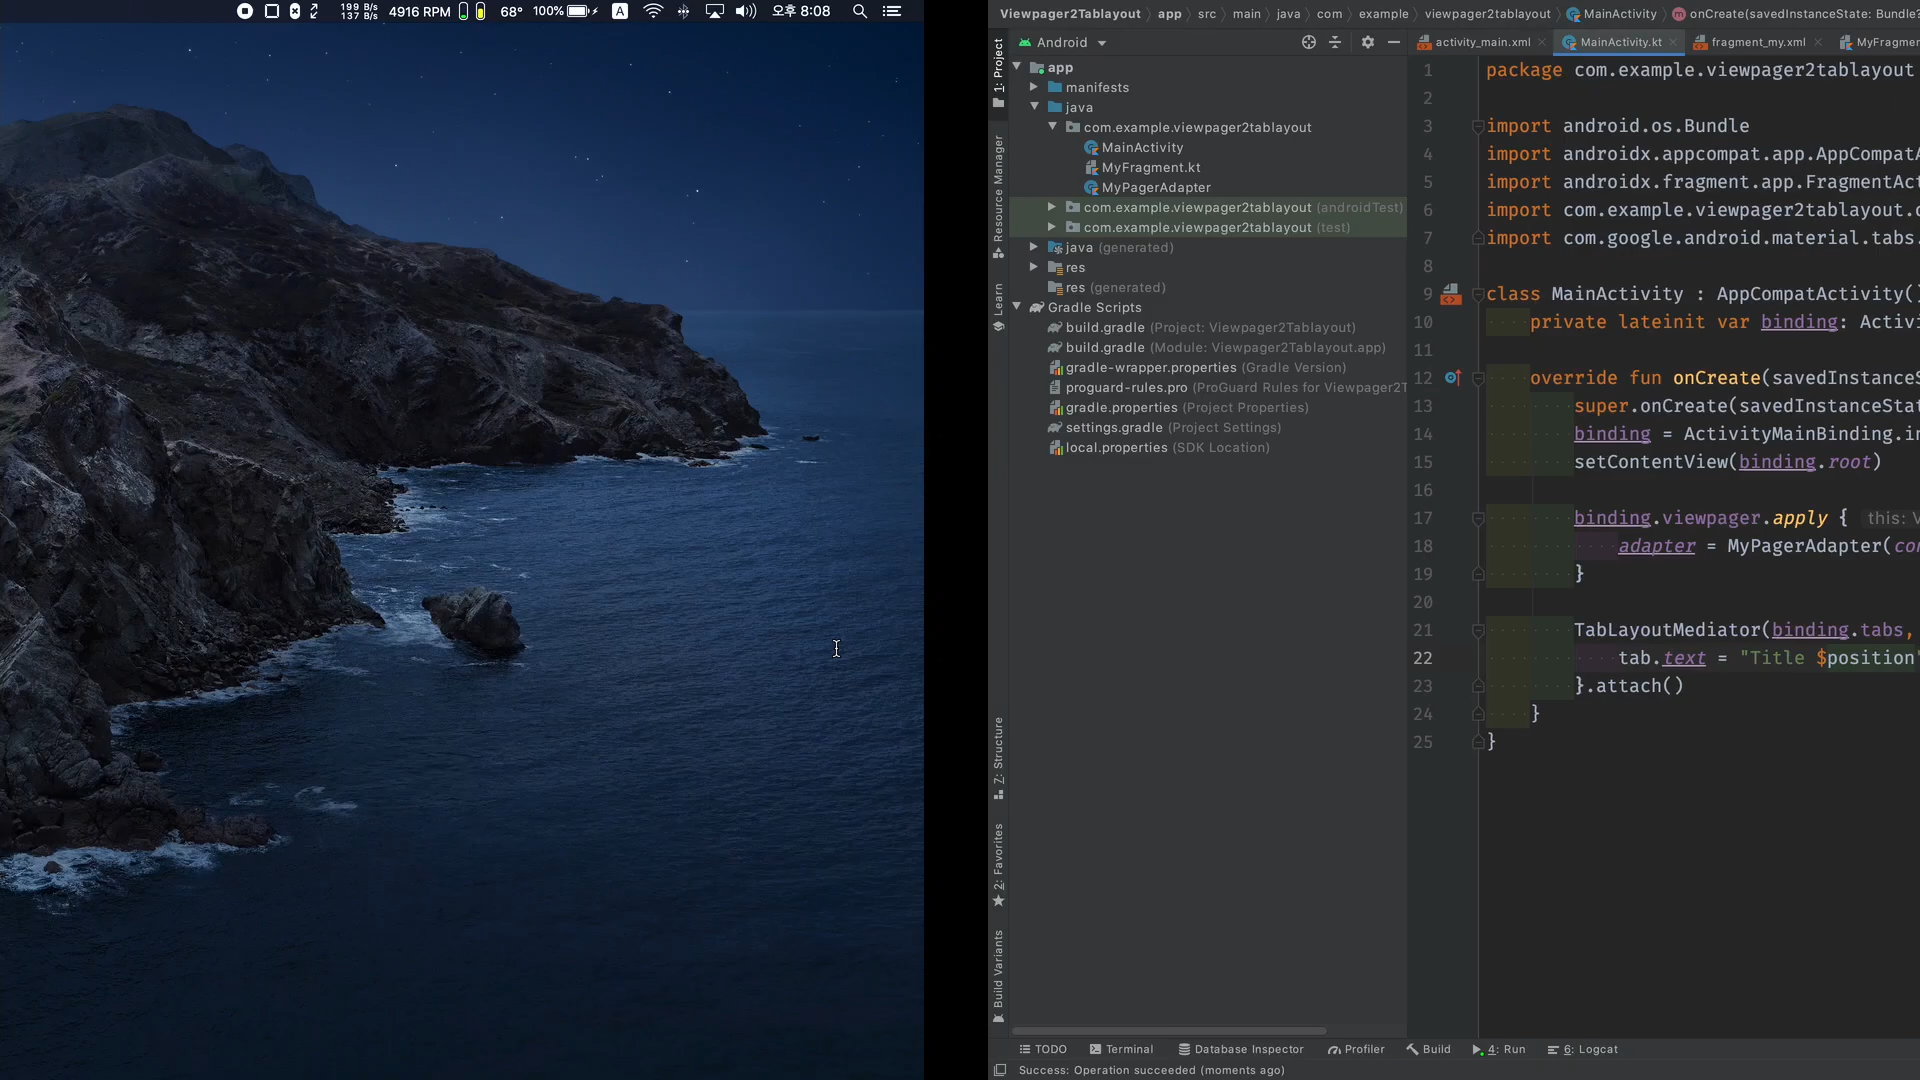 199 B/s
137 B/s
4916 RPM
68°
100%
A
오후 8:08
Viewpager2Tablayout
app
src
main
java
com
example
viewpager2tablayout
MainActivity
onCreate(savedInstanceState: Bundle?
1: Project
Resource Manager
Learn
7: Structure
2: Favorites
Build Variants
Android
app
manifests
java
com.example.viewpager2tablayout
MainActivity
MyFragment.kt
MyPagerAdapter
com.example.viewpager2tablayout (androidTest)
com.example.viewpager2tablayout (test)
java (generated)
res
res (generated)
Gradle Scripts
build.gradle (Project: Viewpager2Tablayout)
build.gradle (Module: Viewpager2Tablayout.app)
gradle-wrapper.properties (Gradle Version)
proguard-rules.pro (ProGuard Rules for Viewpager2T
gradle.properties (Project Properties)
settings.gradle (Project Settings)
local.properties (SDK Location)
activity_main.xml
MainActivity.kt
fragment_my.xml
MyFragmen
1 package com.example.viewpager2tablayout
2
3 import android.os.Bundle
4 import androidx.appcompat.app.AppCompatA
5 import androidx.fragment.app.FragmentAct
6 import com.example.viewpager2tablayout.d
7 import com.google.android.material.tabs.
8
9 class MainActivity : AppCompatActivity()
10 private lateinit var binding: Activi
11
12 override fun onCreate(savedInstanceS
13 super.onCreate(savedInstanceStat
14 binding = ActivityMainBinding.in
15 setContentView(binding.root)
16
17 binding.viewpager.apply { this: V
18 adapter = MyPagerAdapter(con
19 }
20
21 TabLayoutMediator(binding.tabs,
22 tab.text = "Title $position"
23 }.attach()
24 }
25 }
TODO
Terminal
Database Inspector
Profiler
Build
4: Run
6: Logcat
Success: Operation succeeded (moments ago)